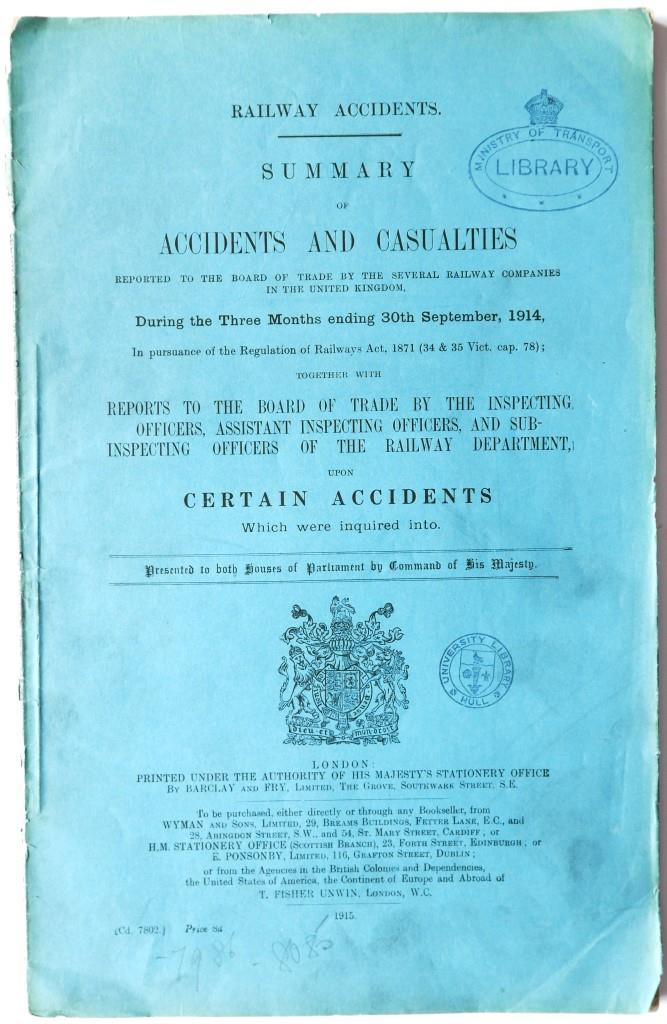 RAILWAY ACCIDENTS.
MINISTRY OF TRANSPORT
LIBRARY
SUMMARY
OF
ACCIDENTS AND CASUALTIES
REPORTED TO THE BOARD OF TRADE BY THE SEVERAL RAILWAY COMPANIES
IN THE UNITED KINGDOM,
During the Three Months ending 30th September, 1914,
In pursuance of the Regulation of Railways Act, 1871 (34 & 35 Vict. cap. 78);
TOGETHER WITH
REPORTS TO THE BOARD OF TRADE BY THE INSPECTING
OFFICERS, ASSISTANT INSPECTING OFFICERS, AND SUB-
INSPECTING OFFICERS OF THE RAILWAY DEPARTMENT,
UPON
CERTAIN ACCIDENTS
Which were inquired into.
Presented to both Houses of Parliament by Command of His Majesty.
Dieu et mon droit
UNIVERSITY LIBRARY
HULL
LONDON:
PRINTED UNDER THE AUTHORITY OF HIS MAJESTY'S STATIONERY OFFICE
BY BARCLAY AND FRY, LIMITED, THE GROVE, SOUTHWARK STREET, S.E.
To be purchased, either directly or through any Bookseller, from
WYMAN AND SONS, LIMITED, 29, BREAMS BUILDINGS, FETTER LANE, E.C., and
28, ABINGDON STREET, S.W., and 54, ST. MARY STREET, CARDIFF; or
H.M. STATIONERY OFFICE (SCOTTISH BRANCH), 23, FORTH STREET, EDINBURGH; or
E. PONSONBY, LIMITED, 116, GRAFTON STREET, DUBLIN;
or from the Agencies in the British Colonies and Dependencies,
the United States of America, the Continent of Europe and Abroad of
T. FISHER UNWIN, LONDON, W.C.
1915.
[Cd. 7802.] Price 8d